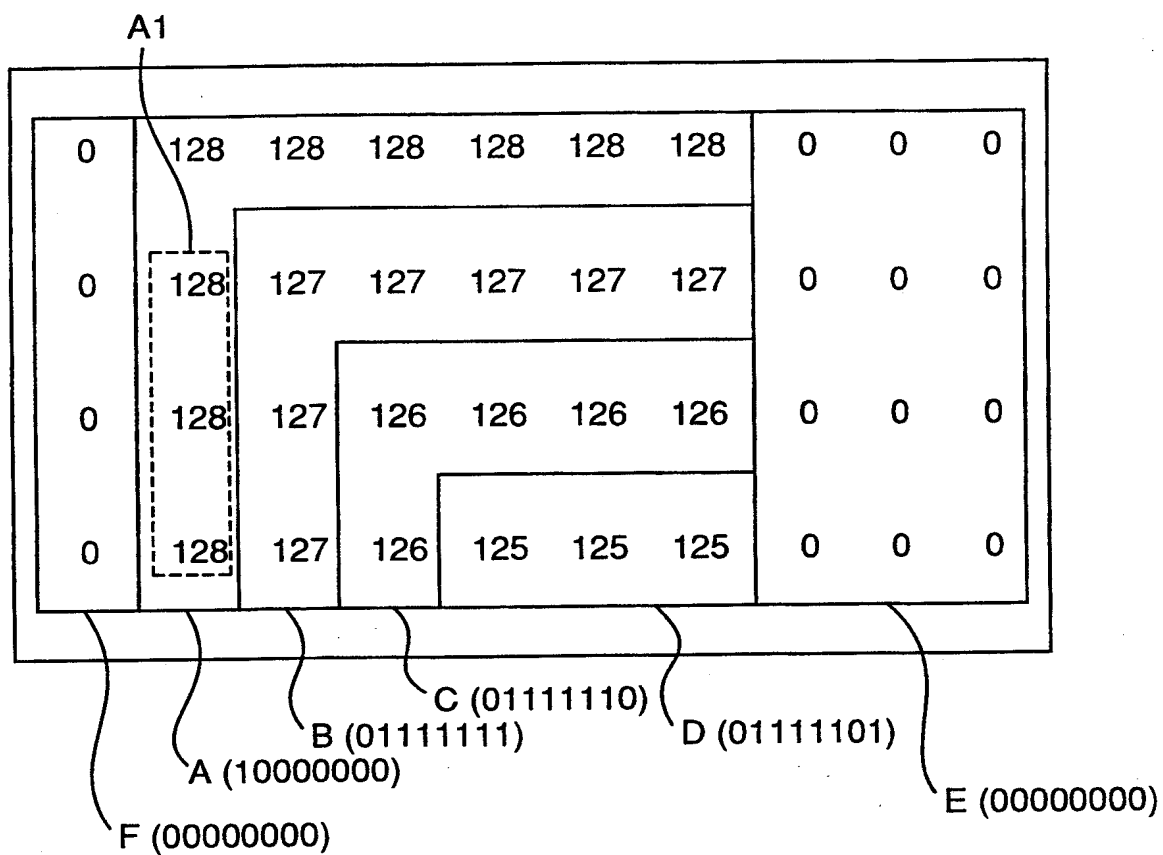 A1
0 128 128 128 128 128 128 0 0 0
0 128 127 127 127 127 127 0 0 0
0 128 127 126 126 126 126 0 0 0
0 128 127 126 125 125 125 0 0 0
C (01111110)
B (01111111)
D (01111101)
A (10000000)
E (00000000)
F (00000000)